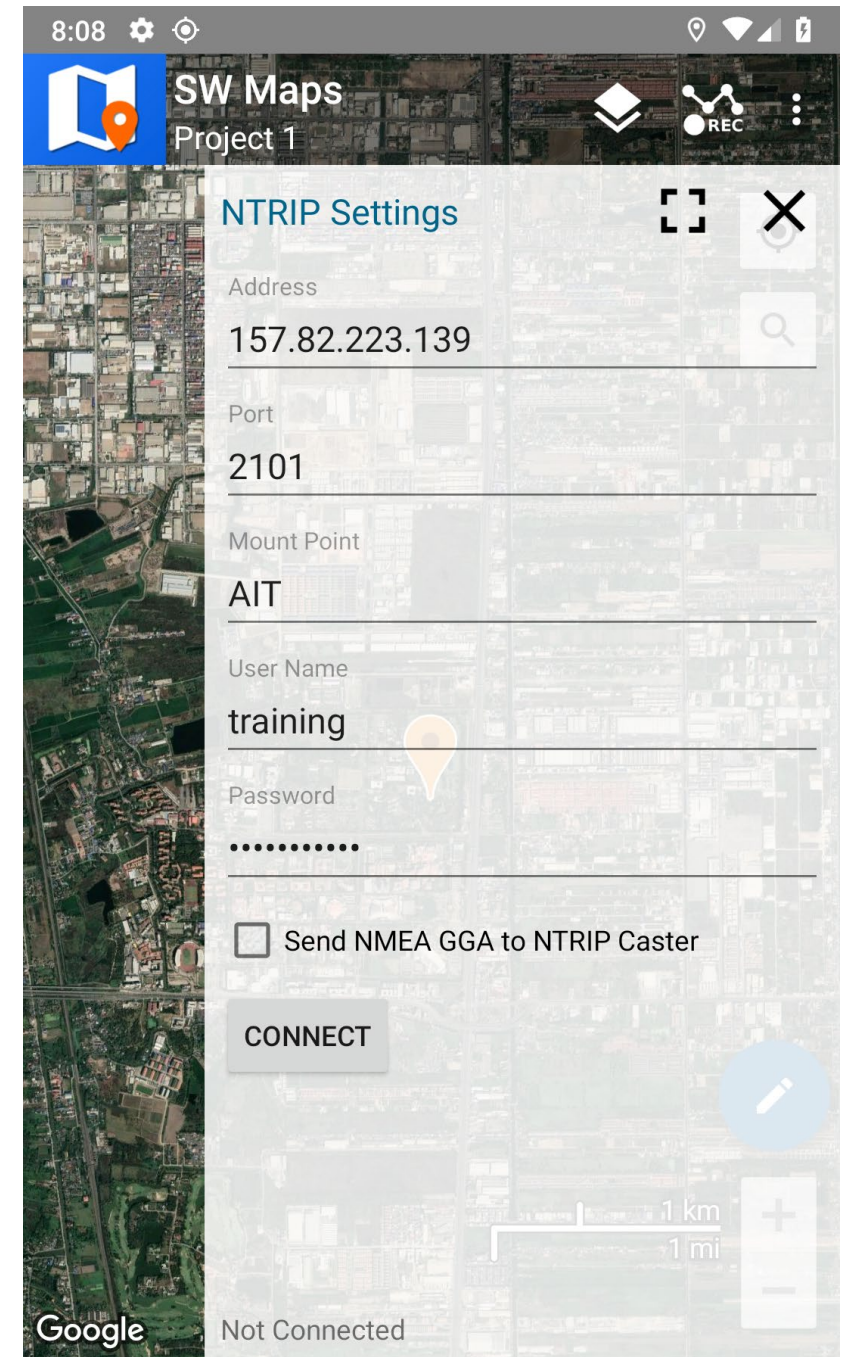 8:08
SW Maps
Project 1
REC
NTRIP Settings
Address
157.82.223.139
Port
2101
Mount Point
AIT
User Name
training
Password
•••••••••••
Send NMEA GGA to NTRIP Caster
CONNECT
1 km
1 mi
Google
Not Connected